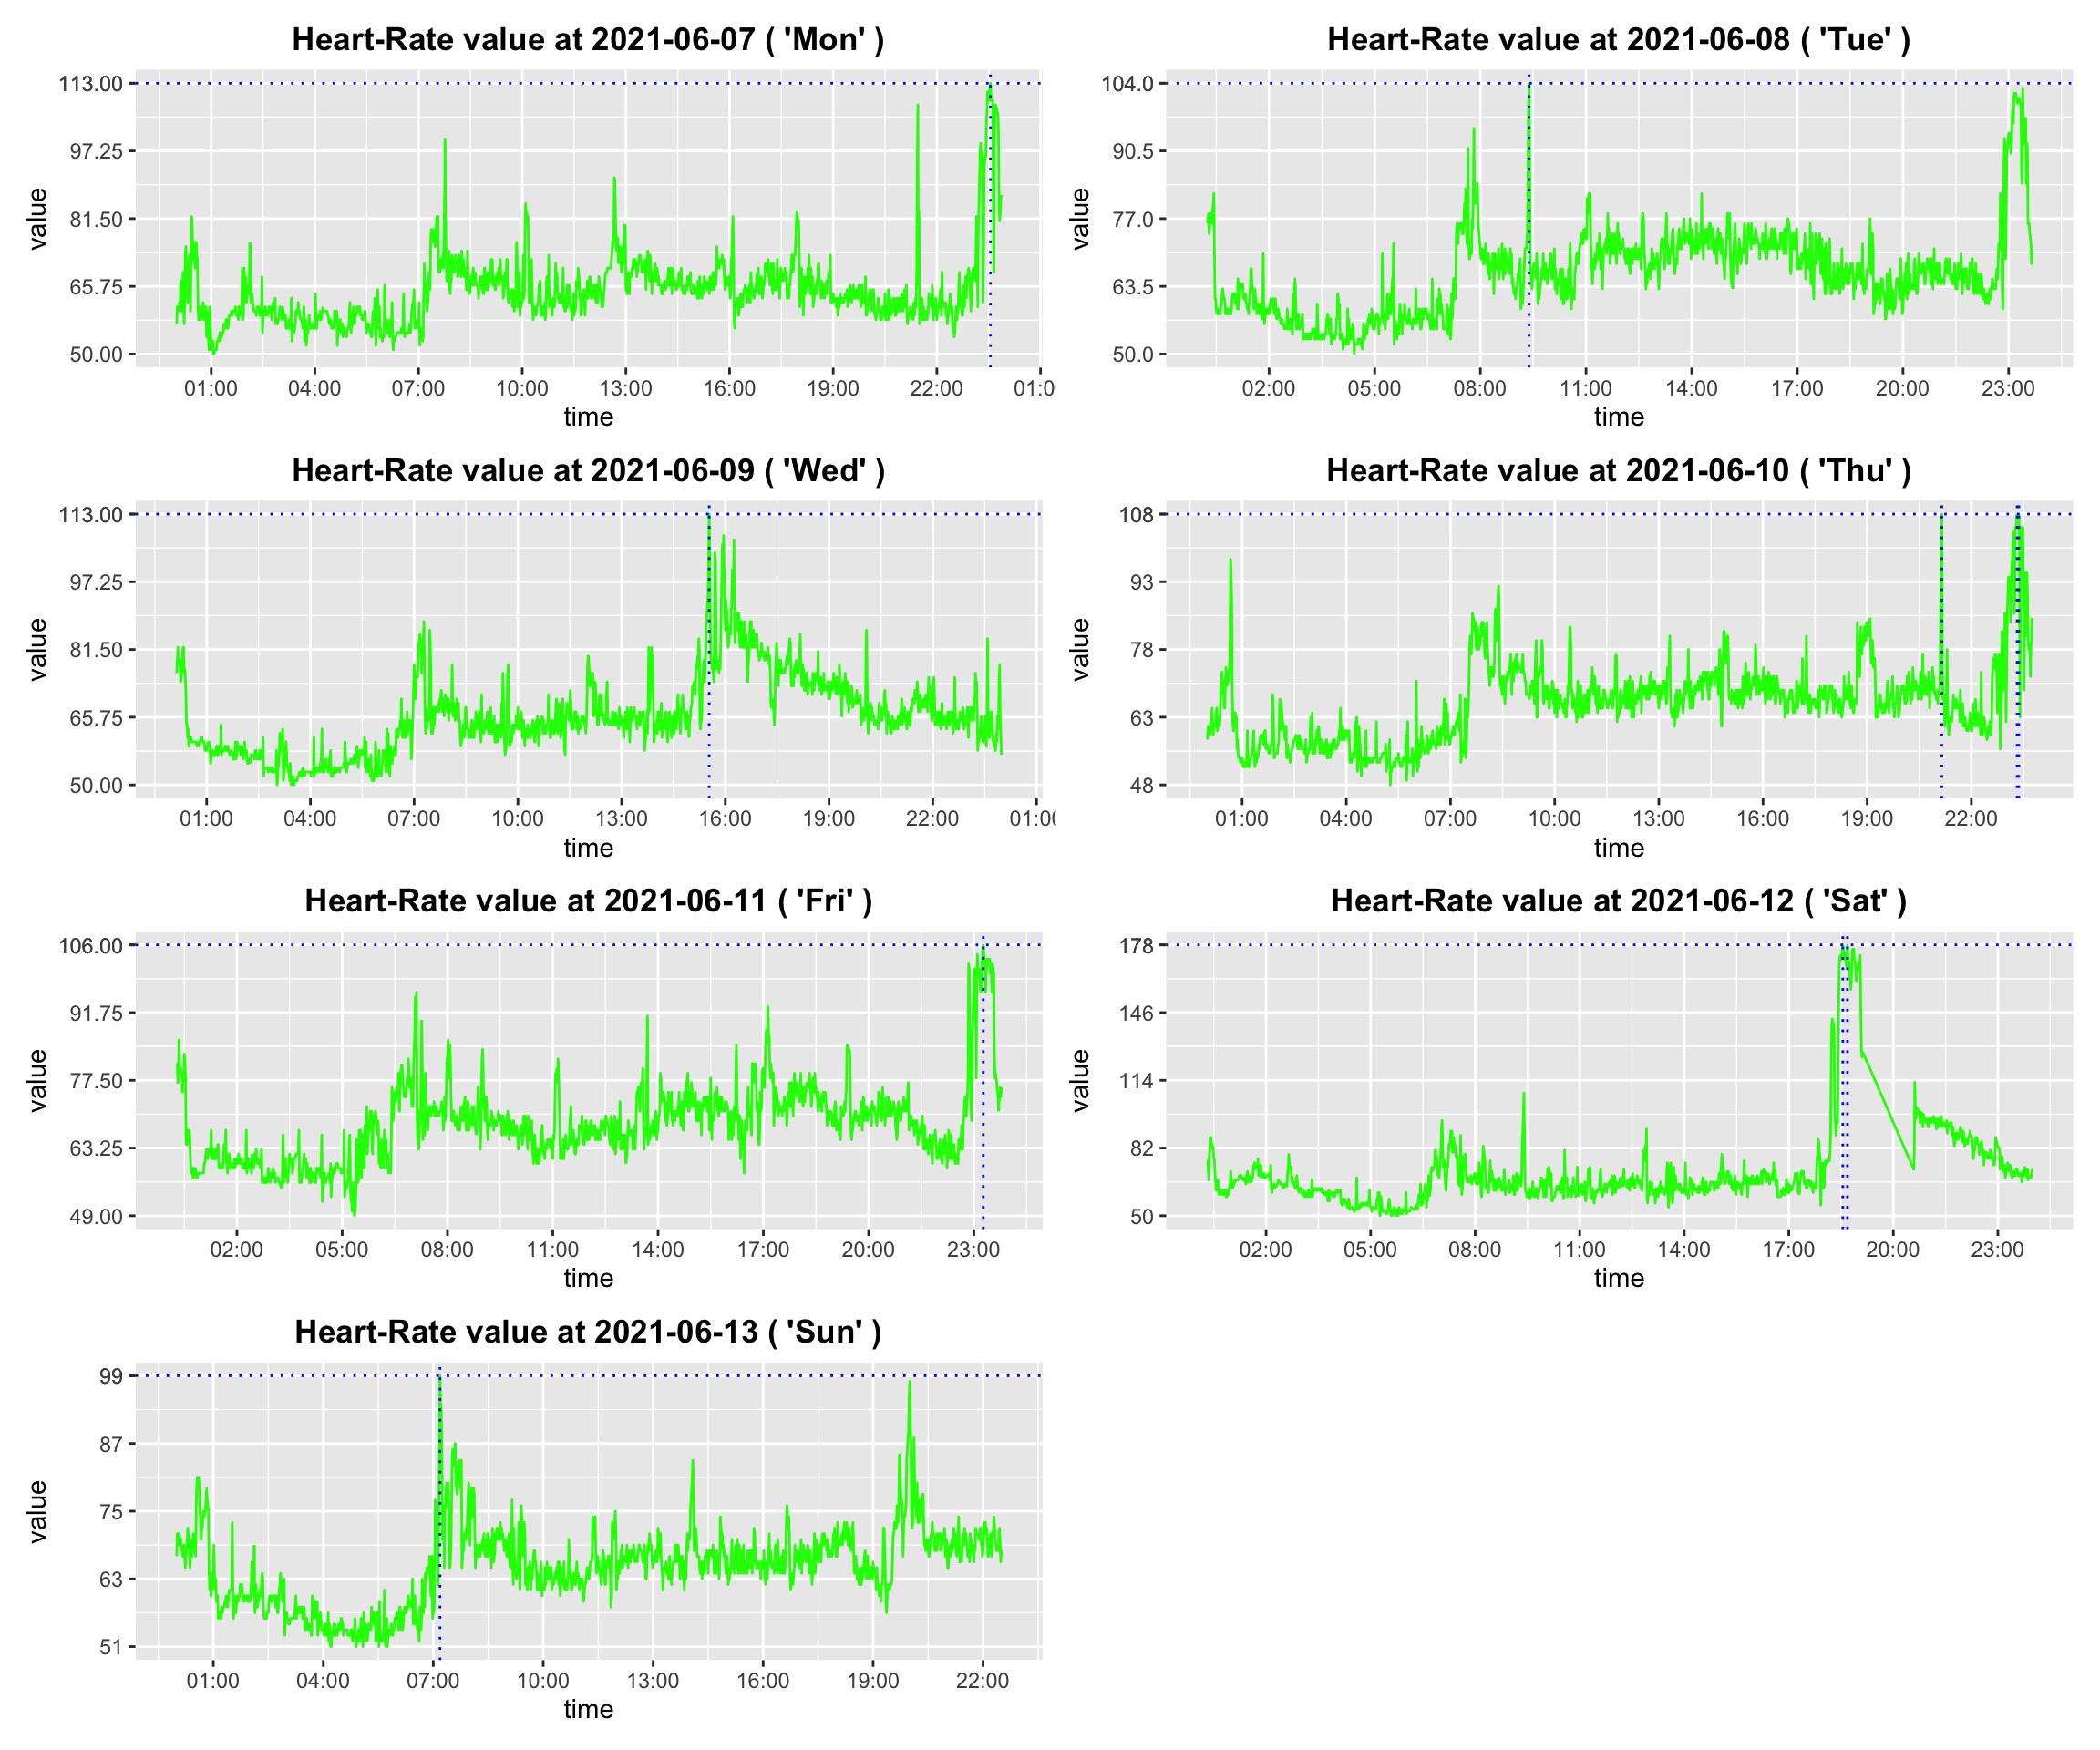 Heart-Rate value at 2021-06-07 ( 'Mon' )
113.00
97.25
81.50
65.75
50.00
value
01:00 04:00 07:00 10:00 13:00 16:00 19:00 22:00 01:0
time
Heart-Rate value at 2021-06-08 ( 'Tue' )
104.0
90.5
77.0
63.5
50.0
value
02:00 05:00 08:00 11:00 14:00 17:00 20:00 23:00
time
Heart-Rate value at 2021-06-09 ( 'Wed' )
113.00
97.25
81.50
65.75
50.00
value
01:00 04:00 07:00 10:00 13:00 16:00 19:00 22:00 01:0
time
Heart-Rate value at 2021-06-10 ( 'Thu' )
108
93
78
63
48
value
01:00 04:00 07:00 10:00 13:00 16:00 19:00 22:00
time
Heart-Rate value at 2021-06-11 ( 'Fri' )
106.00
91.75
77.50
63.25
49.00
value
02:00 05:00 08:00 11:00 14:00 17:00 20:00 23:00
time
Heart-Rate value at 2021-06-12 ( 'Sat' )
178
146
114
82
50
value
02:00 05:00 08:00 11:00 14:00 17:00 20:00 23:00
time
Heart-Rate value at 2021-06-13 ( 'Sun' )
99
87
75
63
51
value
01:00 04:00 07:00 10:00 13:00 16:00 19:00 22:00
time